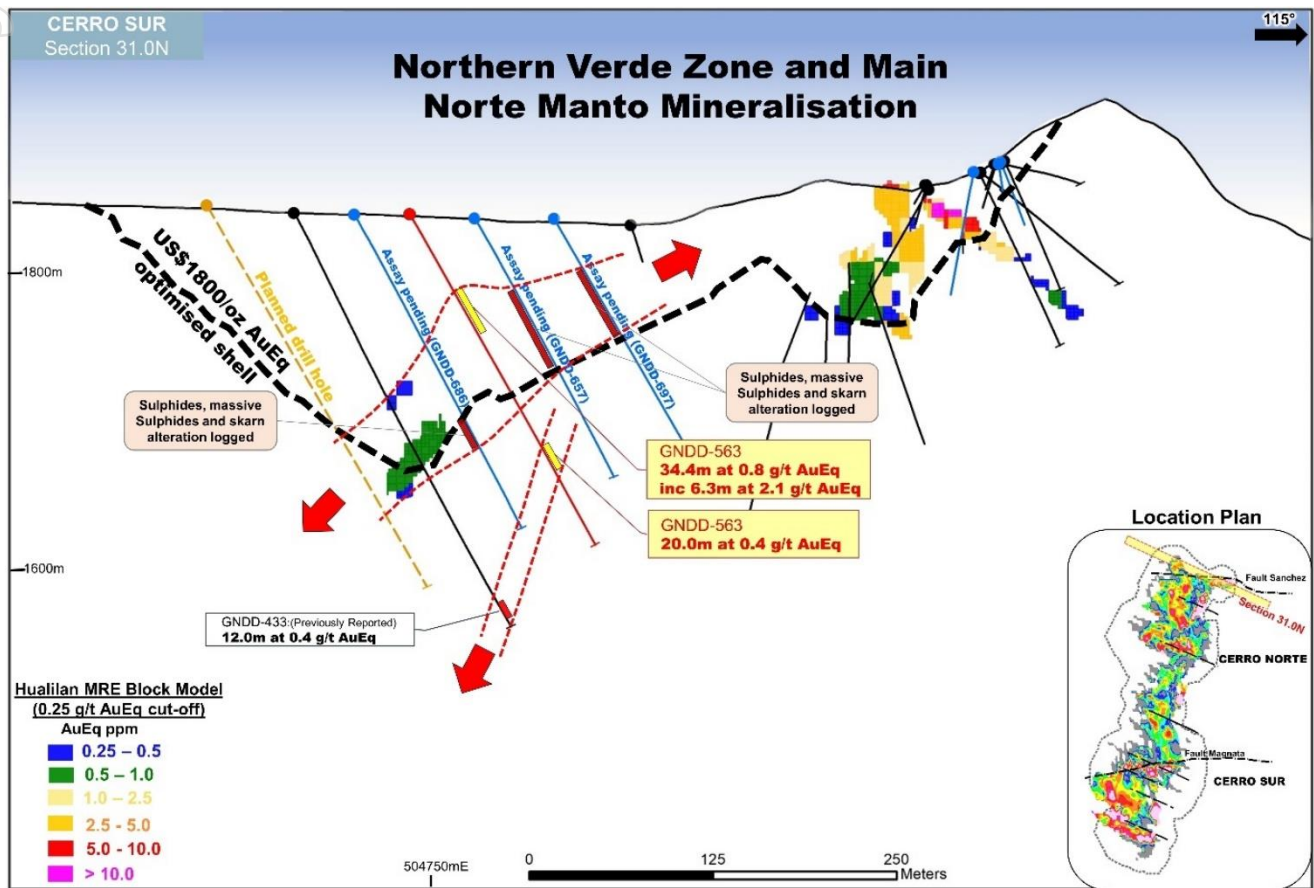 CERRO SUR
Section 31.0N
115°
Northern Verde Zone and Main
Norte Manto Mineralisation
1800m
US$1800/oz AuEq
optimised shell
Planned drill hole
Assay pending (GNDD-686)
Assay pending (GNDD-657)
Assay pending (GNDD-697)
Sulphides, massive
Sulphides and skarn
alteration logged
Sulphides, massive
Sulphides and skarn
alteration logged
GNDD-563
34.4m at 0.8 g/t AuEq
inc 6.3m at 2.1 g/t AuEq
GNDD-563
20.0m at 0.4 g/t AuEq
1600m
GNDD-433:(Previously Reported)
12.0m at 0.4 g/t AuEq
Location Plan
Fault Sanchez
Section 31.0N
CERRO NORTE
Fault Magnata
CERRO SUR
Hualilan MRE Block Model
(0.25 g/t AuEq cut-off)
AuEq ppm
0.25 – 0.5
0.5 – 1.0
1.0 – 2.5
2.5 - 5.0
5.0 - 10.0
> 10.0
504750mE
0 125 250
Meters